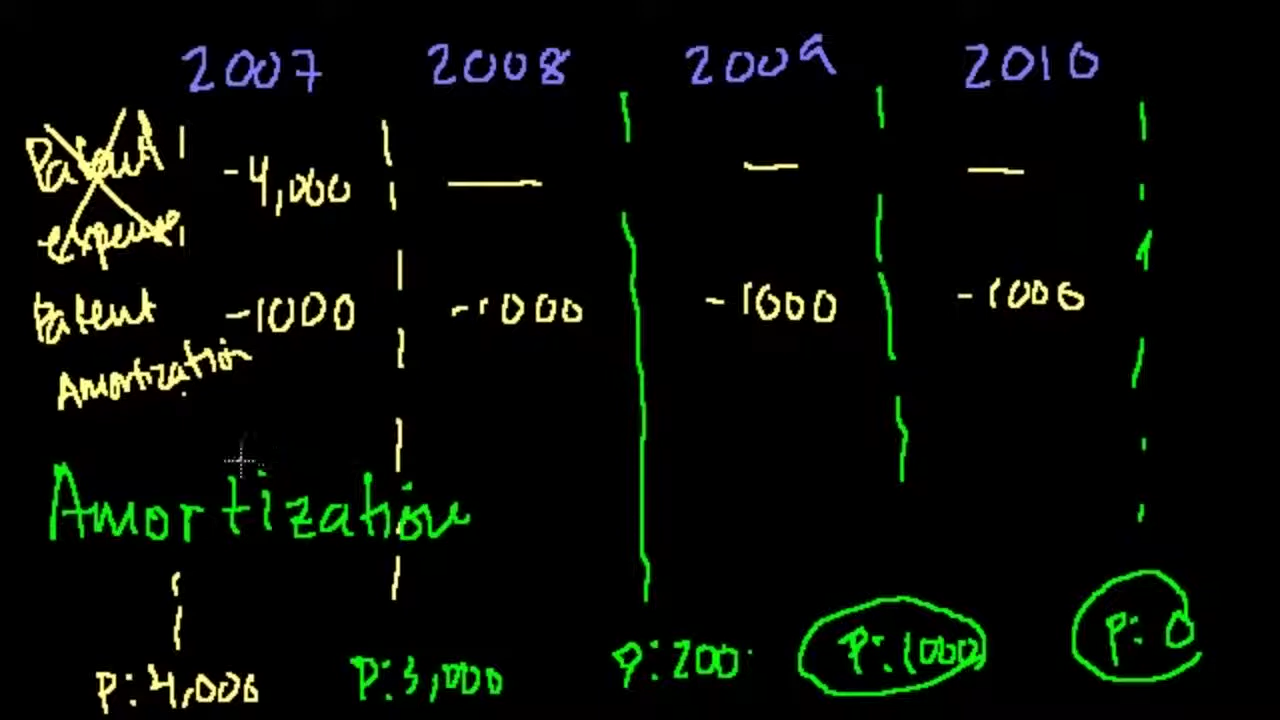 2007 2008 2009 2010
Patent -4,000 — — —
expense
Patent -1000 -1000 -1000 -1000
Amortization
Amortization
P: 4,000 P: 3,000 P: 200 P: 1000 P: 0